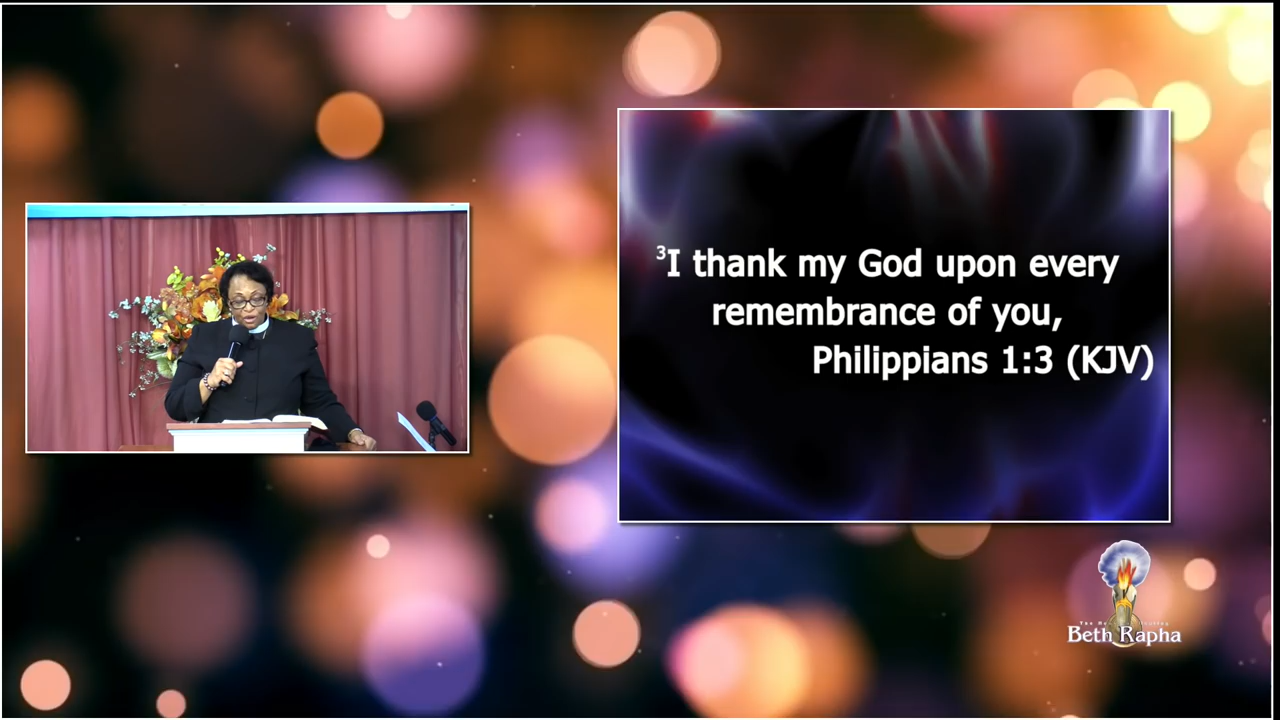 ³I thank my God upon every
remembrance of you,
Philippians 1:3 (KJV)
Beth Rapha